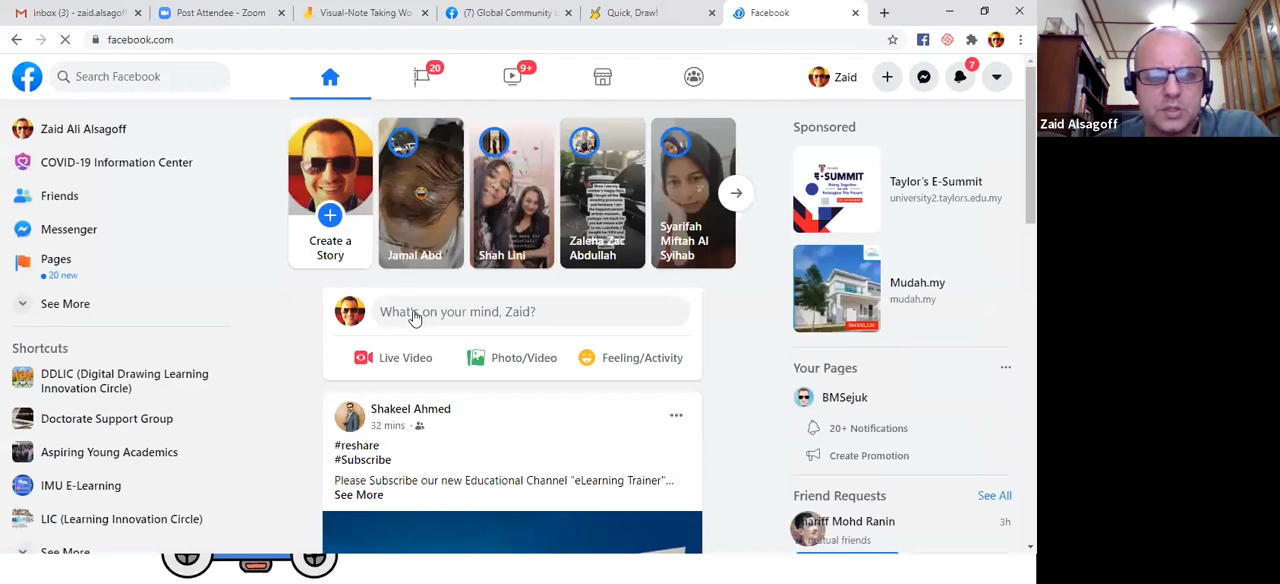 Inbox (3) - zaid.alsagof
Post Attendee - Zoom
Visual-Note Taking Wo
(7) Global Community
Quick, Draw!
Facebook
facebook.com
Search Facebook
20
9+
Zaid
7
Zaid Alsagoff
Zaid Ali Alsagoff
COVID-19 Information Center
Friends
Messenger
Pages
20 new
See More
Shortcuts
DDLIC (Digital Drawing Learning
Innovation Circle)
Doctorate Support Group
Aspiring Young Academics
IMU E-Learning
LIC (Learning Innovation Circle)
See More
Create a
Story
Jamal Abd
Shah Lini
Zaleha Zac
Abdullah
Syarifah
Miftah Al
Syihab
What's on your mind, Zaid?
Live Video
Photo/Video
Feeling/Activity
Shakeel Ahmed
32 mins
#reshare
#Subscribe
Please Subscribe our new Educational Channel "eLearning Trainer"...
See More
Sponsored
E-SUMMIT
Taylor's E-Summit
university2.taylors.edu.my
Mudah.my
mudah.my
Your Pages
BMSejuk
20+ Notifications
Create Promotion
Friend Requests
See All
hariff Mohd Ranin
3h
mutual friends